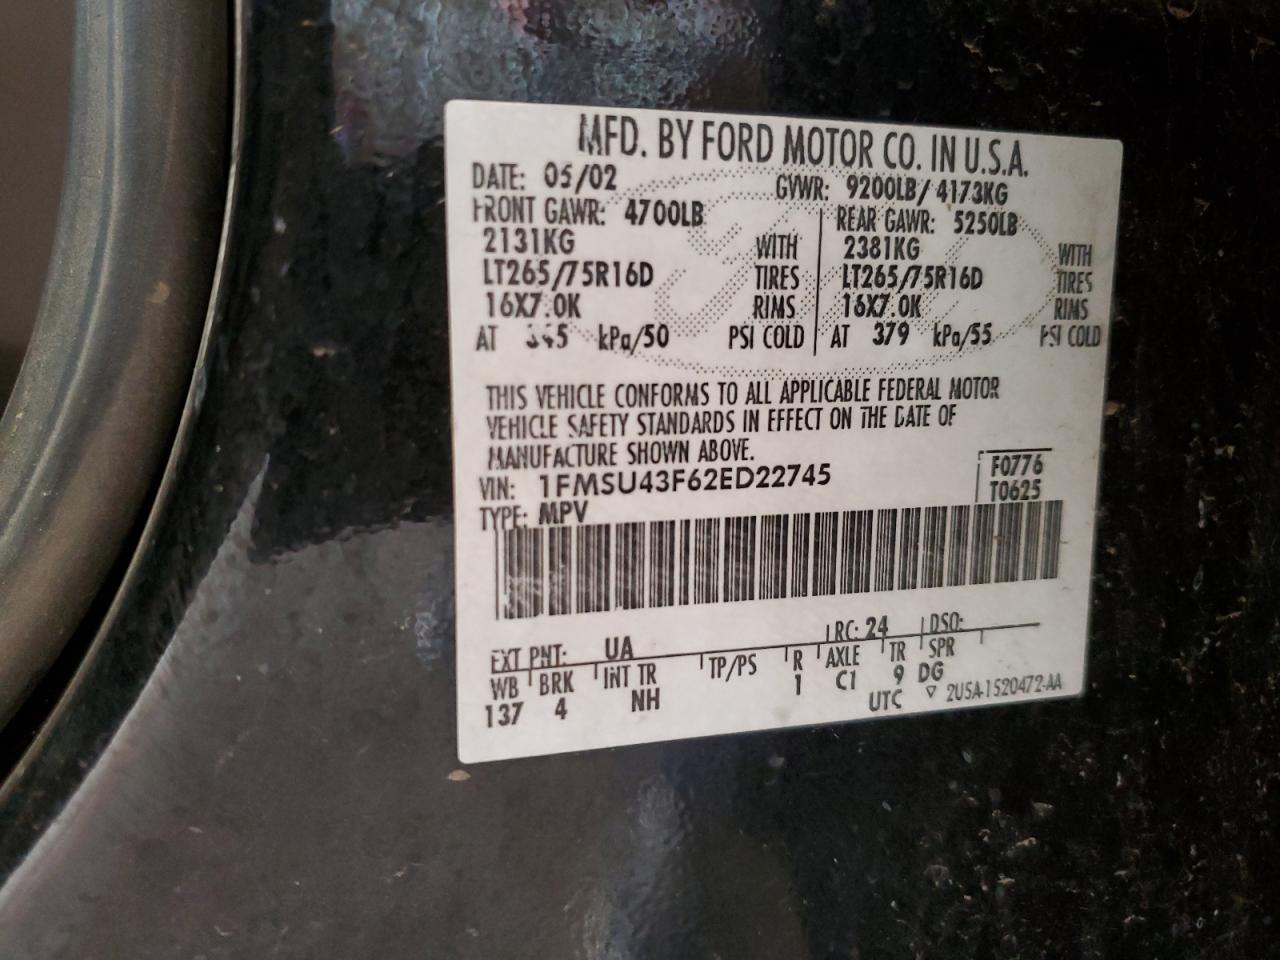 MFD. BY FORD MOTOR CO. IN U.S.A.
DATE: 05/02 GVWR: 9200LB/ 4173KG
FRONT GAWR: 4700LB REAR GAWR: 5250LB
2131KG WITH 2381KG WITH
LT265/75R16D TIRES LT265/75R16D TIRES
16X7.0K RIMS 16X7.0K RIMS
AT 345 kPa/50 PSI COLD AT 379 kPa/55 PSI COLD
THIS VEHICLE CONFORMS TO ALL APPLICABLE FEDERAL MOTOR
VEHICLE SAFETY STANDARDS IN EFFECT ON THE DATE OF
MANUFACTURE SHOWN ABOVE.
VIN: 1FMSU43F62ED22745 F0776
TYPE: MPV T0625
EXT PNT: UA RC: 24 DSO:
WB BRK INT TR TP/PS R AXLE TR SPR
137 4 NH 1 C1 9 DG
UTC ▽ 2U5A-1520472-AA